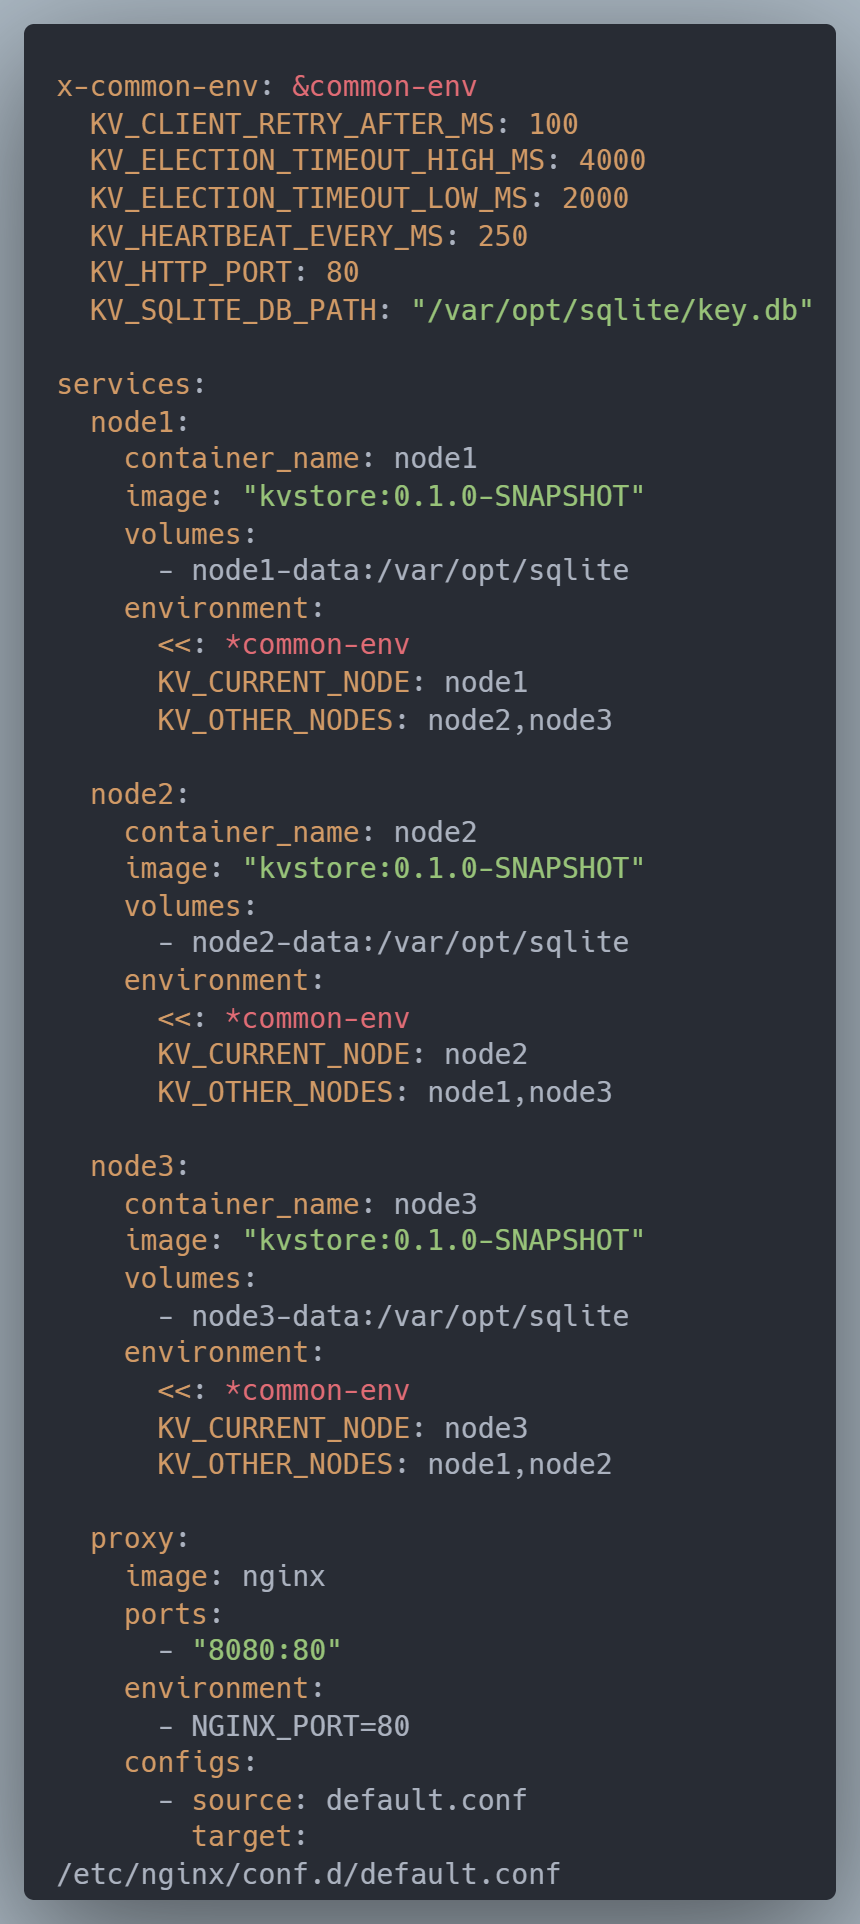 x-common-env: &common-env
  KV_CLIENT_RETRY_AFTER_MS: 100
  KV_ELECTION_TIMEOUT_HIGH_MS: 4000
  KV_ELECTION_TIMEOUT_LOW_MS: 2000
  KV_HEARTBEAT_EVERY_MS: 250
  KV_HTTP_PORT: 80
  KV_SQLITE_DB_PATH: "/var/opt/sqlite/key.db"

services:
  node1:
    container_name: node1
    image: "kvstore:0.1.0-SNAPSHOT"
    volumes:
      - node1-data:/var/opt/sqlite
    environment:
      <<: *common-env
      KV_CURRENT_NODE: node1
      KV_OTHER_NODES: node2,node3

  node2:
    container_name: node2
    image: "kvstore:0.1.0-SNAPSHOT"
    volumes:
      - node2-data:/var/opt/sqlite
    environment:
      <<: *common-env
      KV_CURRENT_NODE: node2
      KV_OTHER_NODES: node1,node3

  node3:
    container_name: node3
    image: "kvstore:0.1.0-SNAPSHOT"
    volumes:
      - node3-data:/var/opt/sqlite
    environment:
      <<: *common-env
      KV_CURRENT_NODE: node3
      KV_OTHER_NODES: node1,node2

  proxy:
    image: nginx
    ports:
      - "8080:80"
    environment:
      - NGINX_PORT=80
    configs:
      - source: default.conf
        target:
/etc/nginx/conf.d/default.conf